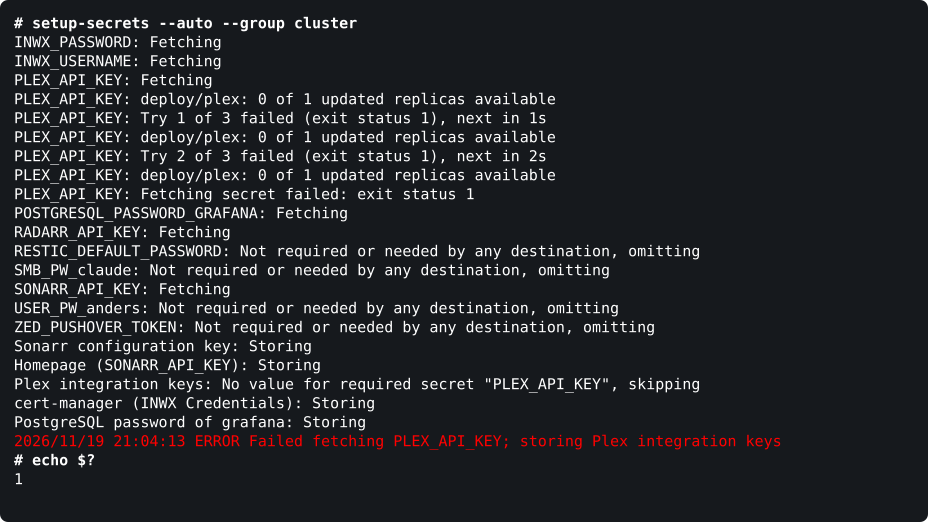 # setup-secrets --auto --group cluster
INWX_PASSWORD: Fetching
INWX_USERNAME: Fetching
PLEX_API_KEY: Fetching
PLEX_API_KEY: deploy/plex: 0 of 1 updated replicas available
PLEX_API_KEY: Try 1 of 3 failed (exit status 1), next in 1s
PLEX_API_KEY: deploy/plex: 0 of 1 updated replicas available
PLEX_API_KEY: Try 2 of 3 failed (exit status 1), next in 2s
PLEX_API_KEY: deploy/plex: 0 of 1 updated replicas available
PLEX_API_KEY: Fetching secret failed: exit status 1
POSTGRESQL_PASSWORD_GRAFANA: Fetching
RADARR_API_KEY: Fetching
RESTIC_DEFAULT_PASSWORD: Not required or needed by any destination, omitting
SMB_PW_claude: Not required or needed by any destination, omitting
SONARR_API_KEY: Fetching
USER_PW_anders: Not required or needed by any destination, omitting
ZED_PUSHOVER_TOKEN: Not required or needed by any destination, omitting
Sonarr configuration key: Storing
Homepage (SONARR_API_KEY): Storing
Plex integration keys: No value for required secret "PLEX_API_KEY", skipping
cert-manager (INWX Credentials): Storing
PostgreSQL password of grafana: Storing
2026/11/19 21:04:13 ERROR Failed fetching PLEX_API_KEY; storing Plex integration keys
# echo $?
1